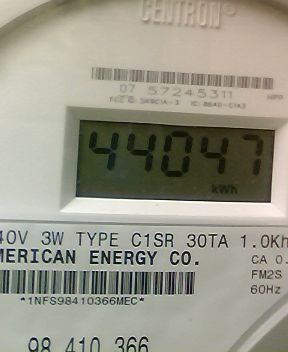 CENTRON®
07 57245311
44047
kWh
40V 3W TYPE C1SR 30TA 1.0Kh
MERICAN ENERGY CO.
CA 0.
FM2S
60Hz
*1NFS98410366MEC*
98 410 366